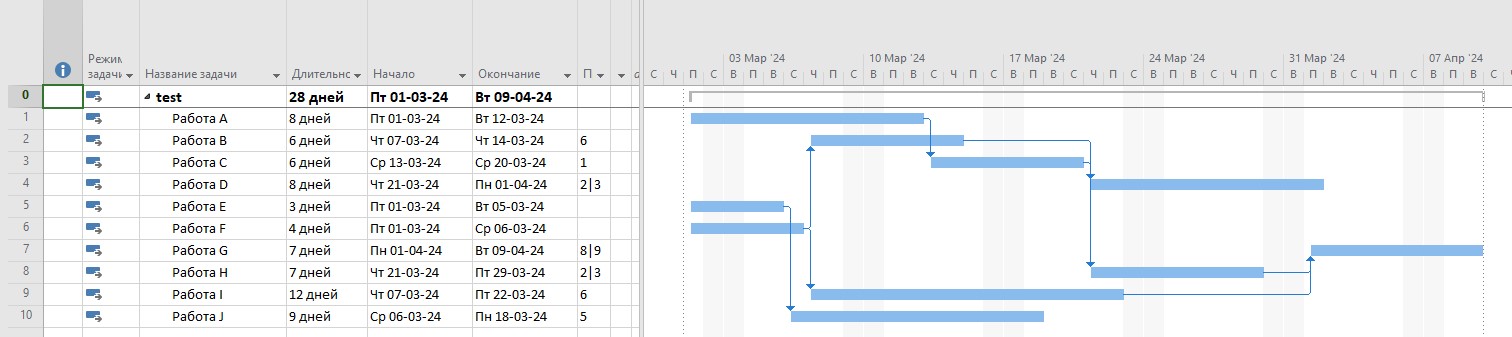 03 Мар '24 10 Мар '24 17 Мар '24 24 Мар '24 31 Мар '24 07 Апр '24
Режим задачи Название задачи Длительнс Начало Окончание П
С Ч П С В С Ч П С В С Ч П С В С Ч П С В С Ч П С В С Ч П С В
0 test 28 дней Пт 01-03-24 Вт 09-04-24
1 Работа A 8 дней Пт 01-03-24 Вт 12-03-24
2 Работа B 6 дней Чт 07-03-24 Чт 14-03-24 6
3 Работа C 6 дней Ср 13-03-24 Ср 20-03-24 1
4 Работа D 8 дней Чт 21-03-24 Пн 01-04-24 2|3
5 Работа E 3 дней Пт 01-03-24 Вт 05-03-24
6 Работа F 4 дней Пт 01-03-24 Ср 06-03-24
7 Работа G 7 дней Пн 01-04-24 Вт 09-04-24 8|9
8 Работа H 7 дней Чт 21-03-24 Пт 29-03-24 2|3
9 Работа I 12 дней Чт 07-03-24 Пт 22-03-24 6
10 Работа J 9 дней Ср 06-03-24 Пн 18-03-24 5